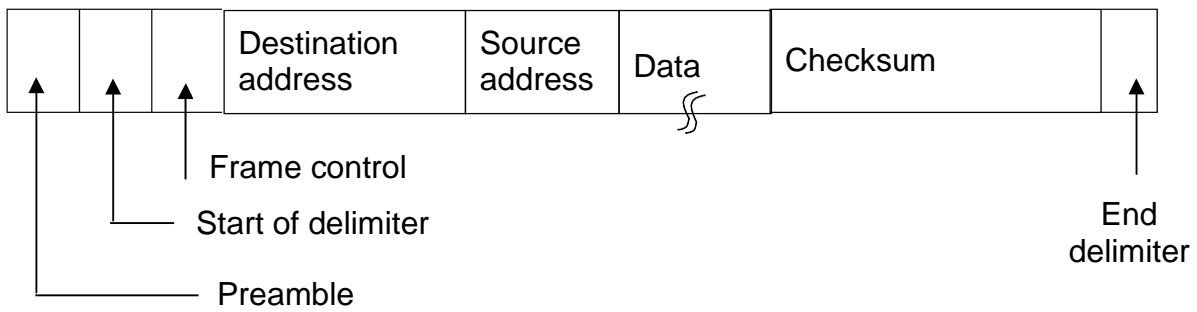 Destination
address
Source
address
Data
Checksum
Frame control
Start of delimiter
Preamble
End
delimiter